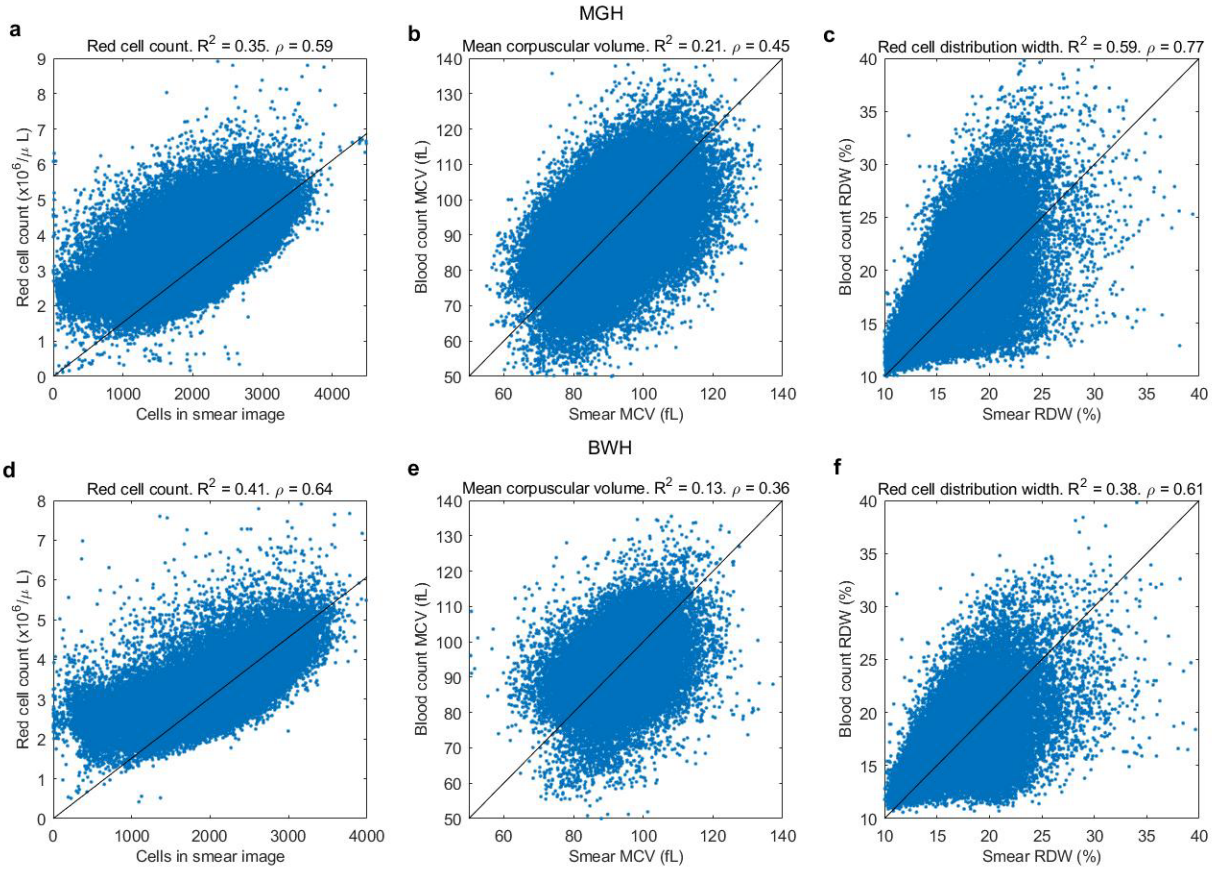 MGH
a
Red cell count. R² = 0.35. ρ = 0.59
Red cell count (x10⁶/μ L)
9
8
7
6
5
4
3
2
1
0
0 1000 2000 3000 4000
Cells in smear image
b
Mean corpuscular volume. R² = 0.21. ρ = 0.45
Blood count MCV (fL)
140
130
120
110
100
90
80
70
60
50
60 80 100 120 140
Smear MCV (fL)
c
Red cell distribution width. R² = 0.59. ρ = 0.77
Blood count RDW (%)
40
35
30
25
20
15
10
10 15 20 25 30 35 40
Smear RDW (%)
BWH
d
Red cell count. R² = 0.41. ρ = 0.64
Red cell count (x10⁶/μ L)
8
7
6
5
4
3
2
1
0
0 1000 2000 3000 4000
Cells in smear image
e
Mean corpuscular volume. R² = 0.13. ρ = 0.36
Blood count MCV (fL)
140
130
120
110
100
90
80
70
60
50
60 80 100 120 140
Smear MCV (fL)
f
Red cell distribution width. R² = 0.38. ρ = 0.61
Blood count RDW (%)
40
35
30
25
20
15
10
10 15 20 25 30 35 40
Smear RDW (%)